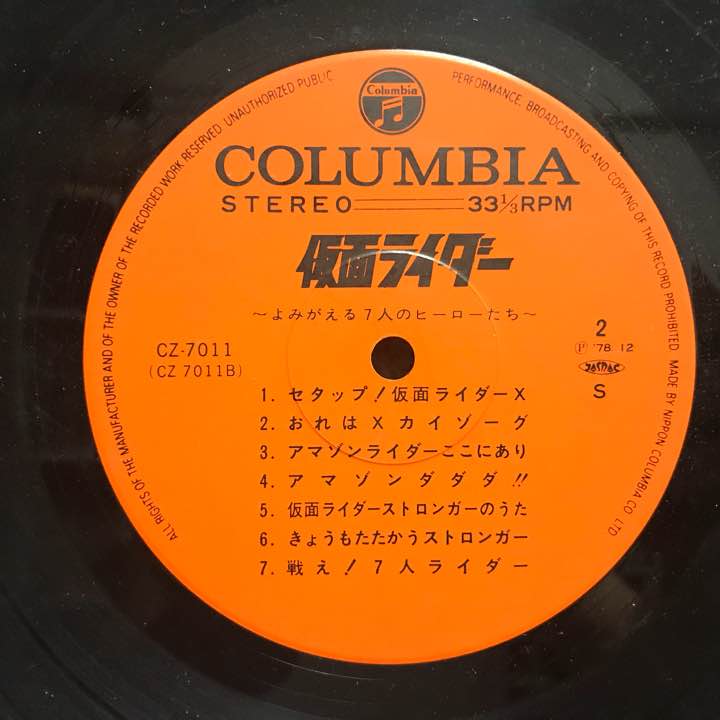 ALL RIGHTS OF THE MANUFACTURER AND OF THE OWNER OF THE RECORDED WORK RESERVED UNAUTHORIZED PUBLIC PERFORMANCE, BROADCASTING AND COPYING OF THIS RECORD PROHIBITED MADE BY NIPPON COLUMBIA CO LTD
Columbia
COLUMBIA
STEREO 33 1/3 RPM
仮面ライダー
～よみがえる7人のヒーローたち～
CZ-7011
(CZ 7011B)
2
Ⓟ '78. 12
JASRAC
S
1. セタップ!仮面ライダーX
2. おれはXカイゾーグ
3. アマゾンライダーここにあり
4. アマゾンダダダ!!
5. 仮面ライダーストロンガーのうた
6. きょうもたたかうストロンガー
7. 戦え!7人ライダー